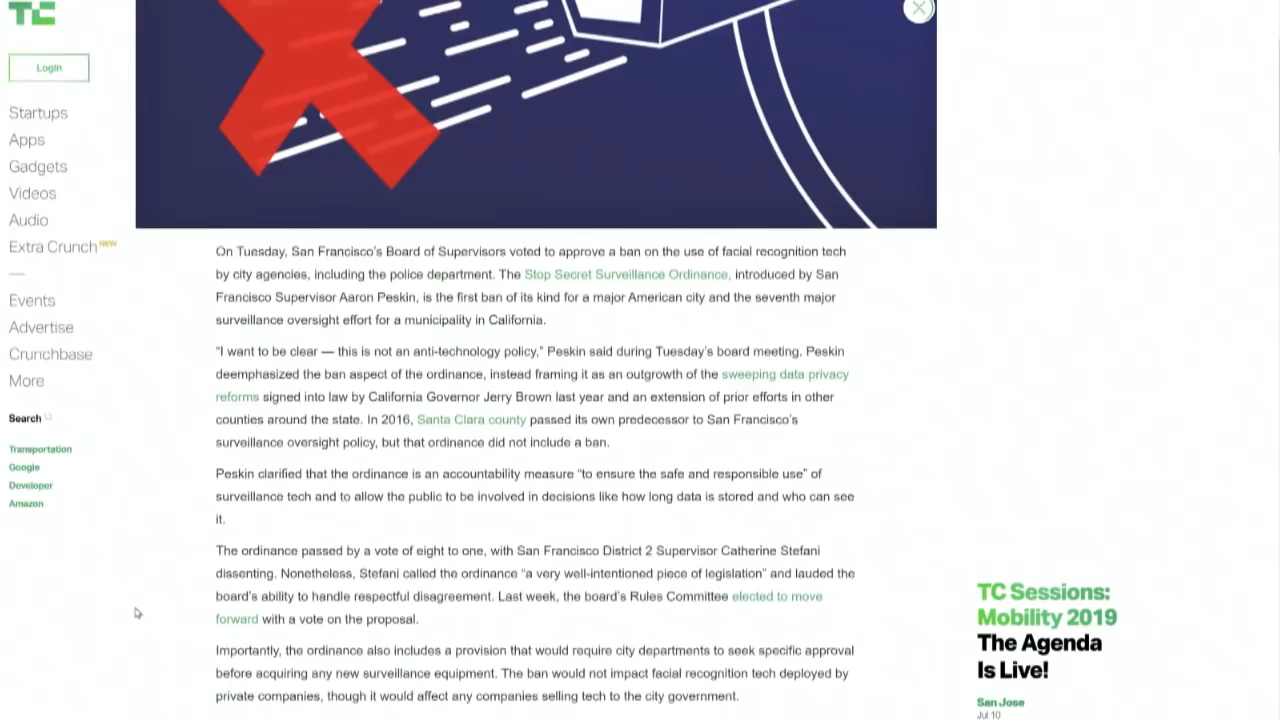 TC
Login
Startups
Apps
Gadgets
Videos
Audio
Extra Crunch NEW
—
Events
Advertise
Crunchbase
More
Search
Transportation
Google
Developer
Amazon
On Tuesday, San Francisco's Board of Supervisors voted to approve a ban on the use of facial recognition tech
by city agencies, including the police department. The Stop Secret Surveillance Ordinance, introduced by San
Francisco Supervisor Aaron Peskin, is the first ban of its kind for a major American city and the seventh major
surveillance oversight effort for a municipality in California.
"I want to be clear — this is not an anti-technology policy," Peskin said during Tuesday's board meeting. Peskin
deemphasized the ban aspect of the ordinance, instead framing it as an outgrowth of the sweeping data privacy
reforms signed into law by California Governor Jerry Brown last year and an extension of prior efforts in other
counties around the state. In 2016, Santa Clara county passed its own predecessor to San Francisco's
surveillance oversight policy, but that ordinance did not include a ban.
Peskin clarified that the ordinance is an accountability measure "to ensure the safe and responsible use" of
surveillance tech and to allow the public to be involved in decisions like how long data is stored and who can see
it.
The ordinance passed by a vote of eight to one, with San Francisco District 2 Supervisor Catherine Stefani
dissenting. Nonetheless, Stefani called the ordinance "a very well-intentioned piece of legislation" and lauded the
board's ability to handle respectful disagreement. Last week, the board's Rules Committee elected to move
forward with a vote on the proposal.
Importantly, the ordinance also includes a provision that would require city departments to seek specific approval
before acquiring any new surveillance equipment. The ban would not impact facial recognition tech deployed by
private companies, though it would affect any companies selling tech to the city government.
TC Sessions:
Mobility 2019
The Agenda
Is Live!
San Jose
Jul 10